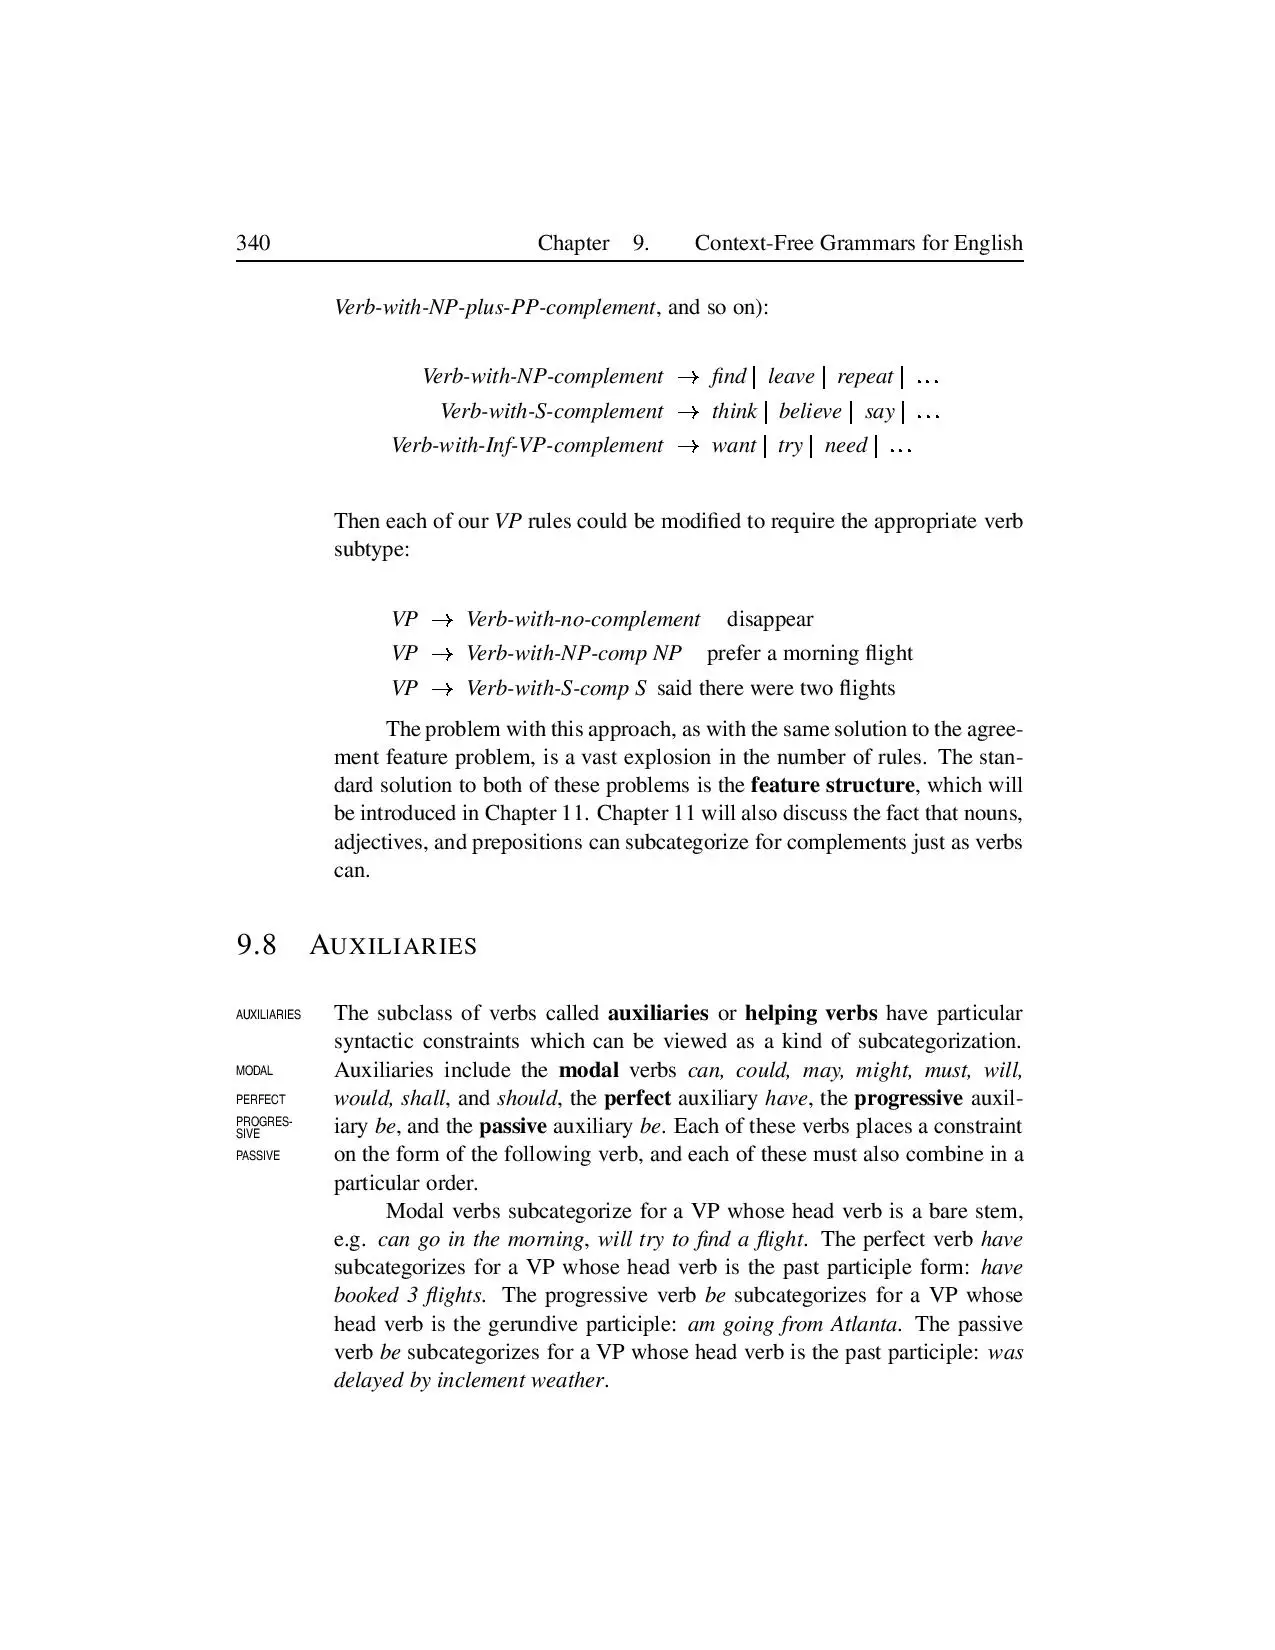 340 Chapter 9. Context-Free Grammars for English
Verb-with-NP-plus-PP-complement, and so on):
Verb-with-NP-complement → find | leave | repeat | ...
Verb-with-S-complement → think | believe | say | ...
Verb-with-Inf-VP-complement → want | try | need | ...
Then each of our VP rules could be modified to require the appropriate verb
subtype:
VP → Verb-with-no-complement disappear
VP → Verb-with-NP-comp NP prefer a morning flight
VP → Verb-with-S-comp S said there were two flights
The problem with this approach, as with the same solution to the agree-
ment feature problem, is a vast explosion in the number of rules. The stan-
dard solution to both of these problems is the feature structure, which will
be introduced in Chapter 11. Chapter 11 will also discuss the fact that nouns,
adjectives, and prepositions can subcategorize for complements just as verbs
can.
9.8 AUXILIARIES
AUXILIARIES The subclass of verbs called auxiliaries or helping verbs have particular
syntactic constraints which can be viewed as a kind of subcategorization.
MODAL Auxiliaries include the modal verbs can, could, may, might, must, will,
PERFECT would, shall, and should, the perfect auxiliary have, the progressive auxil-
PROGRES-
SIVE iary be, and the passive auxiliary be. Each of these verbs places a constraint
PASSIVE on the form of the following verb, and each of these must also combine in a
particular order.
Modal verbs subcategorize for a VP whose head verb is a bare stem,
e.g. can go in the morning, will try to find a flight. The perfect verb have
subcategorizes for a VP whose head verb is the past participle form: have
booked 3 flights. The progressive verb be subcategorizes for a VP whose
head verb is the gerundive participle: am going from Atlanta. The passive
verb be subcategorizes for a VP whose head verb is the past participle: was
delayed by inclement weather.